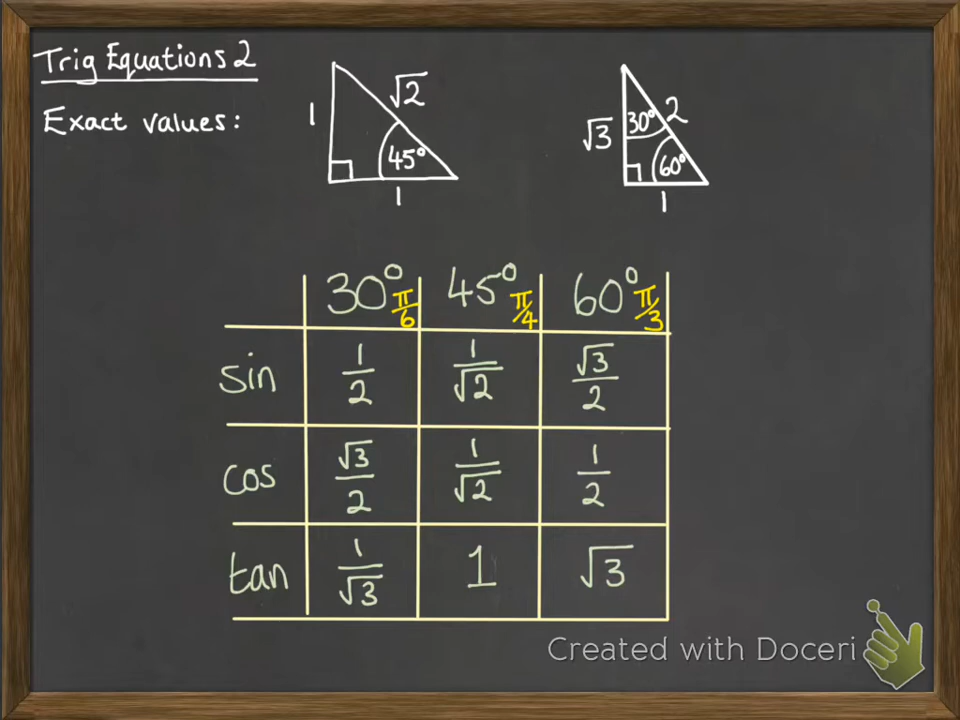 Trig Equations 2
Exact values:
1 √2 45° 1
√3 30° 2 60° 1
30° π/6 45° π/4 60° π/3
sin 1/2 1/√2 √3/2
cos √3/2 1/√2 1/2
tan 1/√3 1 √3
Created with Doceri